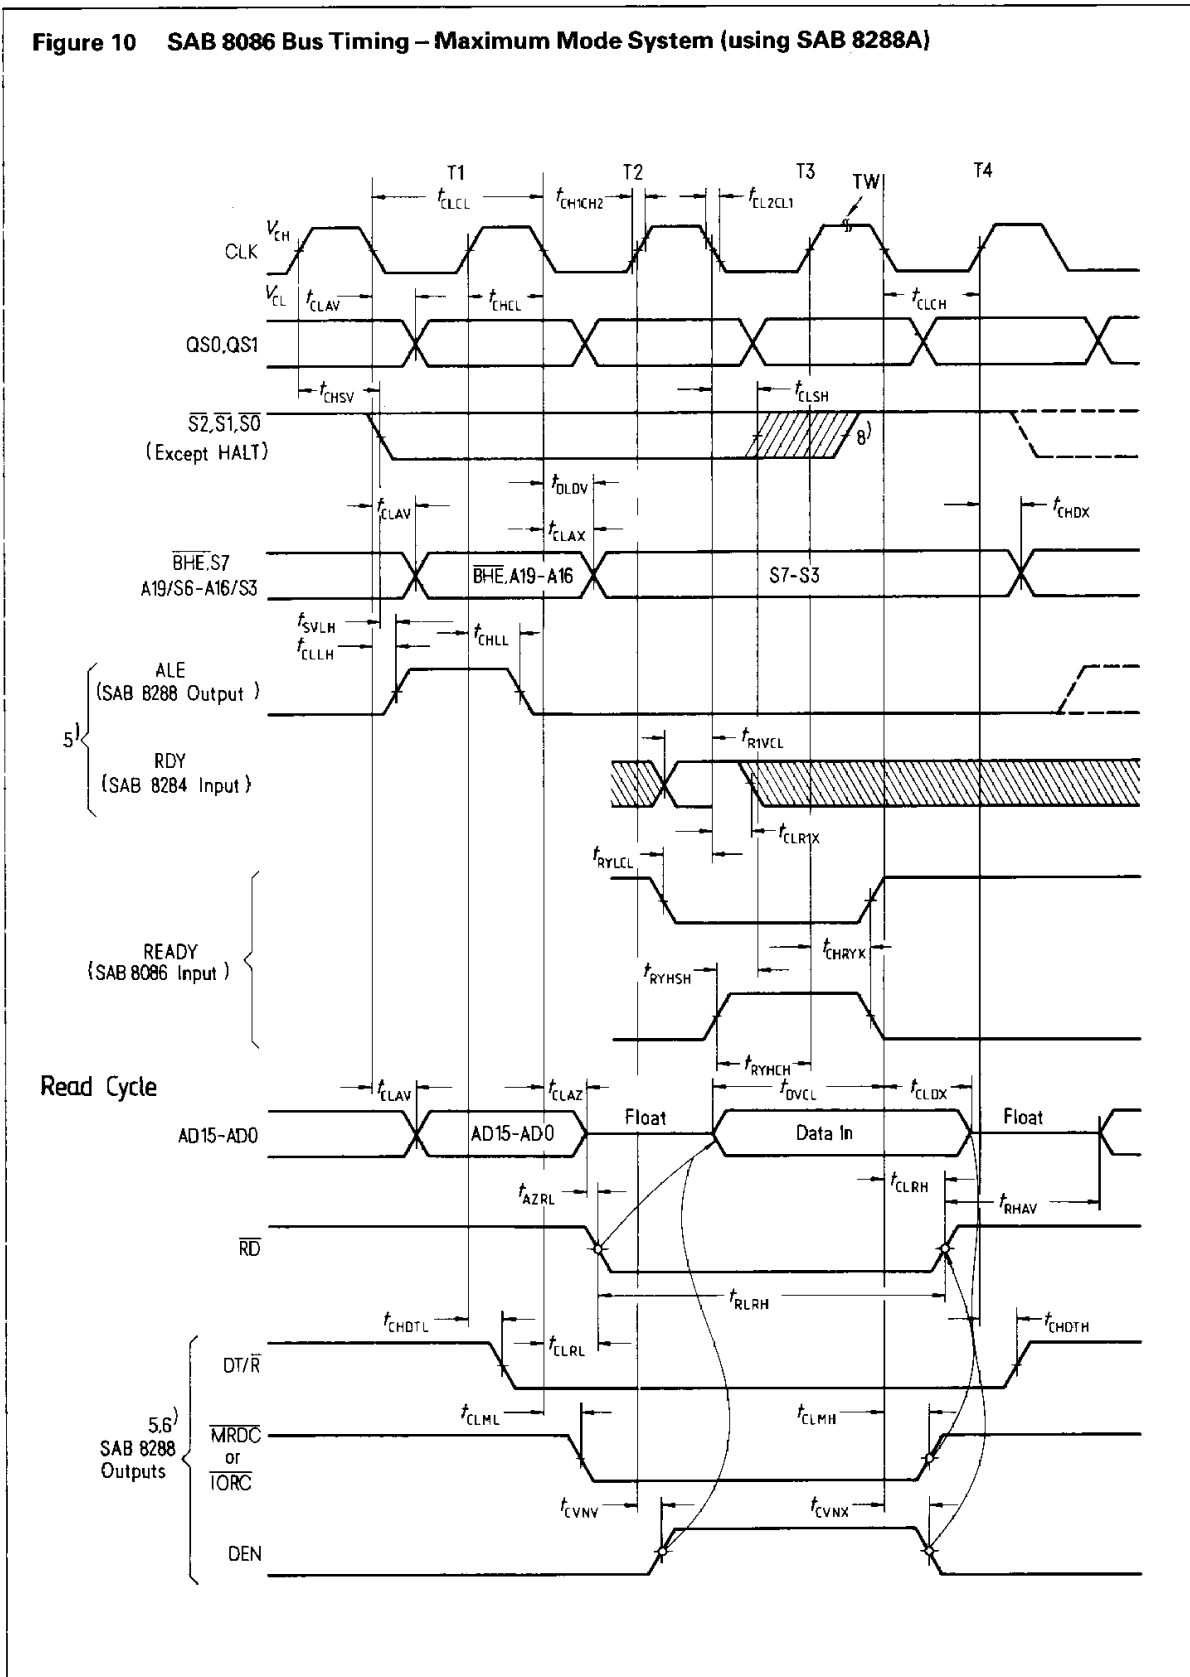 Figure 10 SAB 8086 Bus Timing – Maximum Mode System (using SAB 8288A)
T1 T2 T3 TW T4
tCLCL tCH1CH2 tCL2CL1
VCH
CLK
VCL tCLAV tCHCL tCLCH
QS0,QS1
tCHSV tCLSH
S2,S1,S0
(Except HALT)
8)
tDLDV
tCLAV tCLAX tCHDX
BHE,S7
A19/S6-A16/S3
BHE,A19-A16 S7-S3
tSVLH tCHLL
tCLLH
ALE
(SAB 8288 Output)
5)
tR1VCL
RDY
(SAB 8284 Input)
tCLR1X
tRYLCL
READY
(SAB 8086 Input)
tCHRYX
tRYHSH
tRYHCH
Read Cycle
tCLAV tCLAZ tDVCL tCLDX
AD15-AD0 AD15-AD0 Float Data In Float
tAZRL tCLRH tRHAV
RD
tRLRH
tCHDTL tCLRL tCHDTH
DT/R
5,6)
SAB 8288
Outputs
tCLML tCLMH
MRDC
or
IORC
tCVNV tCVNX
DEN